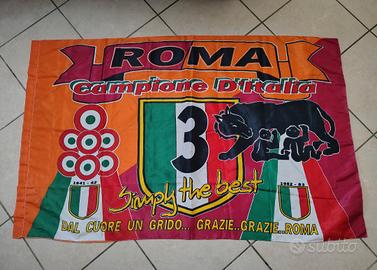 ROMA
Campione D'Italia
3
1941-42
1982-83
Simply the best
DAL CUORE UN GRIDO... GRAZIE..GRAZIE..ROMA
subito